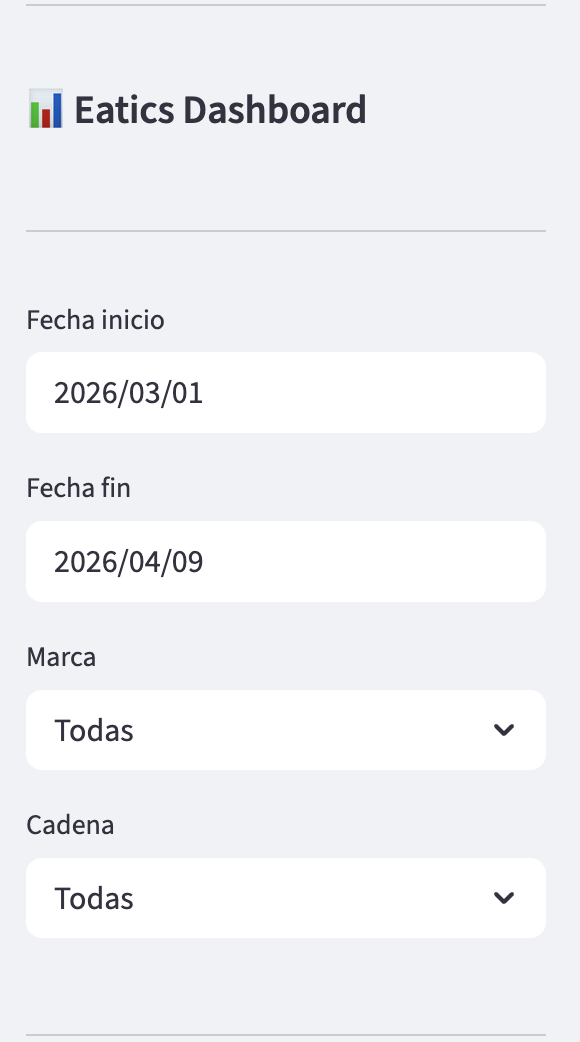 Eatics Dashboard
Fecha inicio
2026/03/01
Fecha fin
2026/04/09
Marca
Todas
Cadena
Todas